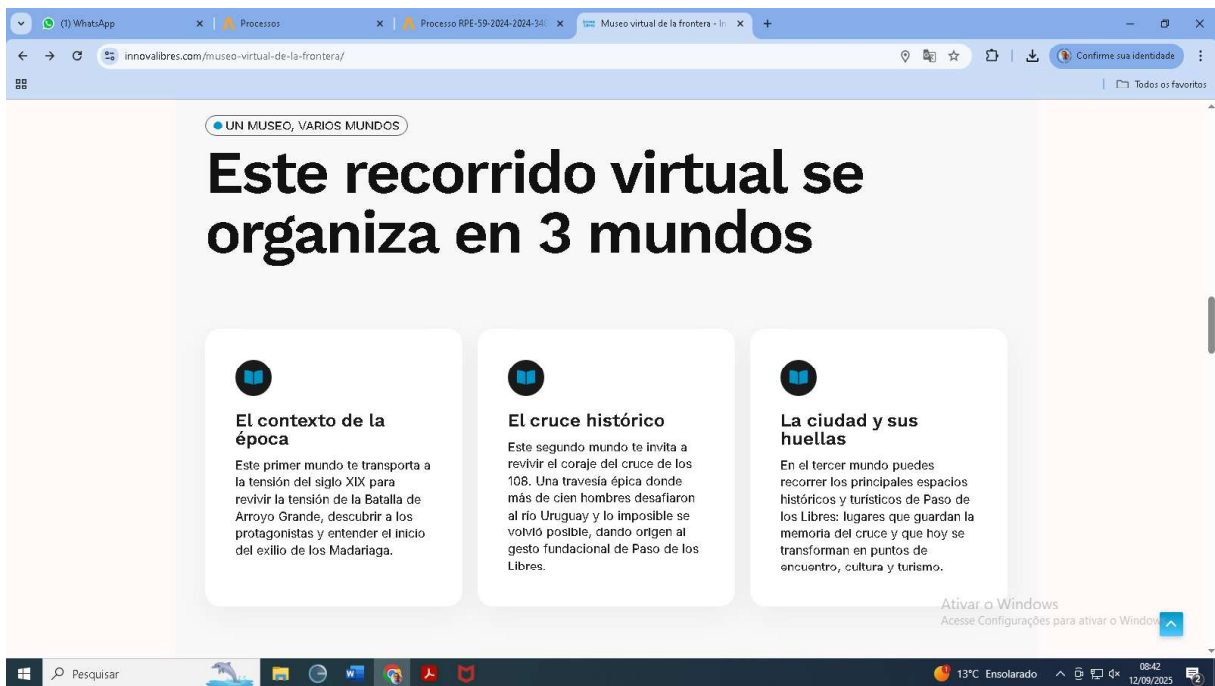 (1) WhatsApp
Processos
Processo RPE-59-2024-2024-34
Museo virtual de la frontera - In
innovalibres.com/museo-virtual-de-la-frontera/
Confirme sua identidade
Todos os favoritos
UN MUSEO, VARIOS MUNDOS
Este recorrido virtual se
organiza en 3 mundos
El contexto de la
época
Este primer mundo te transporta a
la tensión del siglo XIX para
revivir la tensión de la Batalla de
Arroyo Grande, descubrir a los
protagonistas y entender el inicio
del exilio de los Madariaga.
El cruce histórico
Este segundo mundo te invita a
revivir el coraje del cruce de los
108. Una travesía épica donde
más de cien hombres desafiaron
al río Uruguay y lo imposible se
volvió posible, dando origen al
gesto fundacional de Paso de los
Libres.
La ciudad y sus
huellas
En el tercer mundo puedes
recorrer los principales espacios
históricos y turísticos de Paso de
los Libres: lugares que guardan la
memoria del cruce y que hoy se
transforman en puntos de
encuentro, cultura y turismo.
Ativar o Windows
Acesse Configurações para ativar o Window
Pesquisar
13°C Ensolarado
08:42
12/09/2025
2